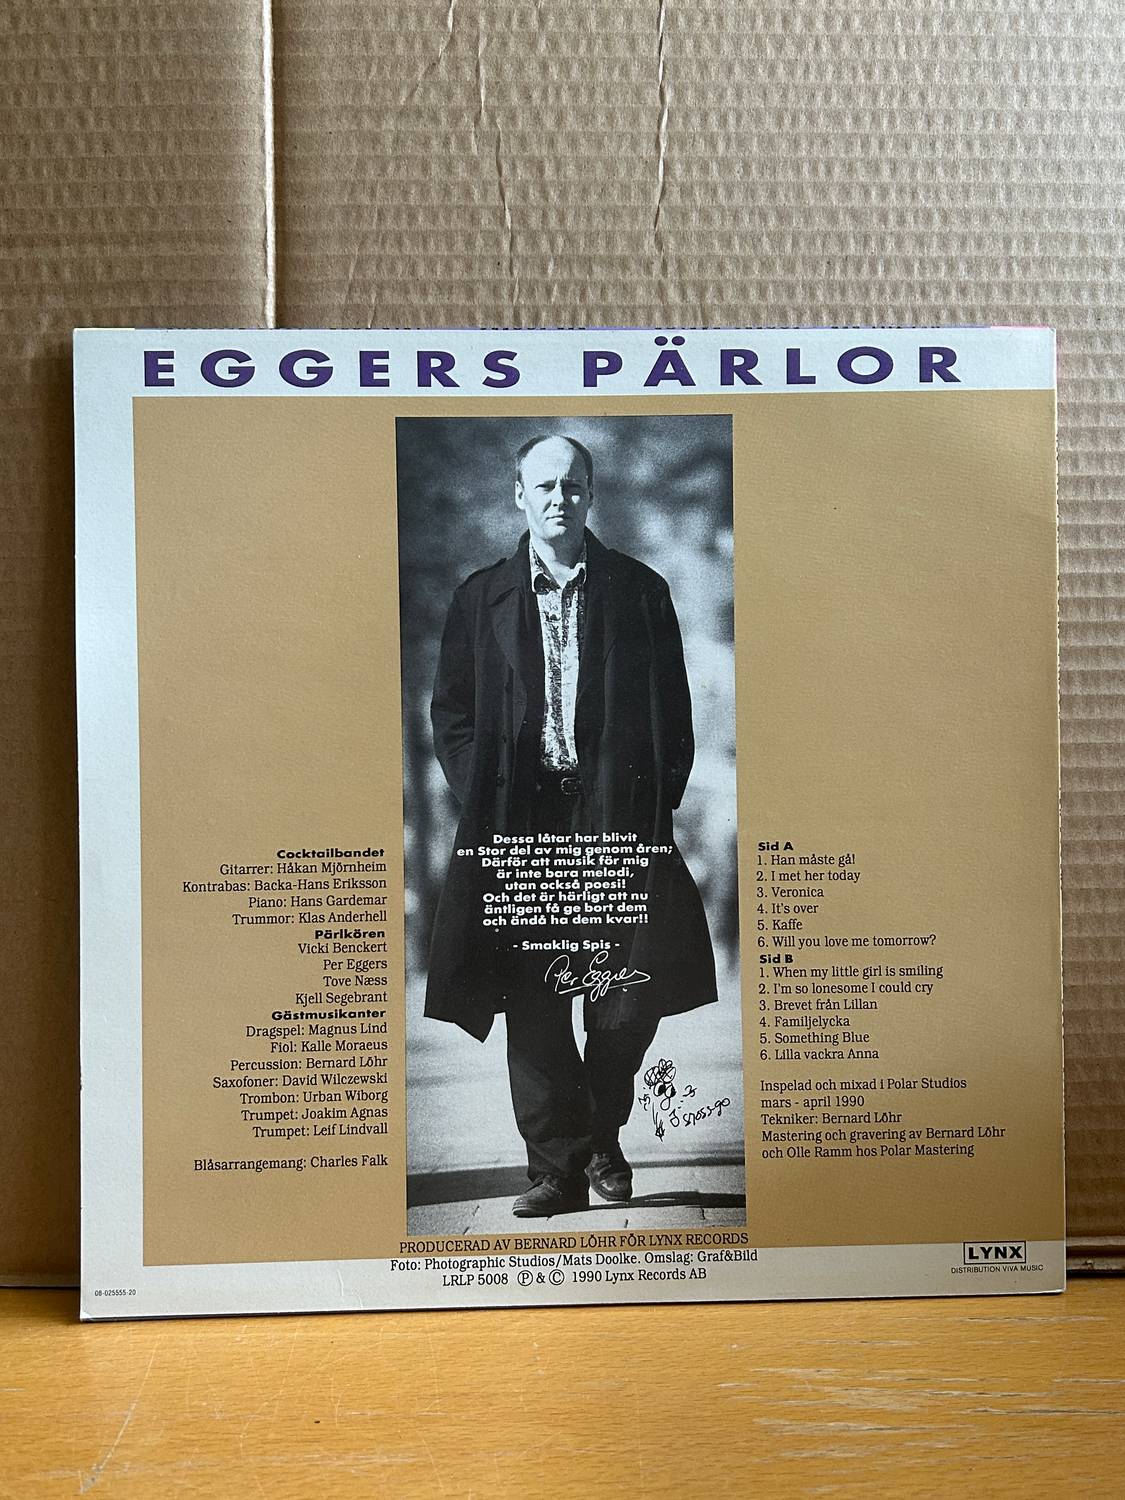 EGGERS PÄRLOR
Cocktailbandet
Gitarrer: Håkan Mjörnheim
Kontrabas: Backa-Hans Eriksson
Piano: Hans Gardemar
Trummor: Klas Anderhell
Pärlkören
Vicki Benckert
Per Eggers
Tove Næss
Kjell Segebrant
Gästmusikanter
Dragspel: Magnus Lind
Fiol: Kalle Moraeus
Percussion: Bernard Löhr
Saxofoner: David Wilczewski
Trombon: Urban Wiborg
Trumpet: Joakim Agnas
Trumpet: Leif Lindvall
Blåsarrangemang: Charles Falk
Dessa låtar har blivit
en Stor del av mig genom åren;
Därför att musik för mig
är inte bara melodi,
utan också poesi!
Och det är härligt att nu
äntligen få ge bort dem
och ändå ha dem kvar!!
- Smaklig Spis -
Per Eggers
Sid A
1. Han måste gå!
2. I met her today
3. Veronica
4. It's over
5. Kaffe
6. Will you love me tomorrow?
Sid B
1. When my little girl is smiling
2. I'm so lonesome I could cry
3. Brevet från Lillan
4. Familjelycka
5. Something Blue
6. Lilla vackra Anna
Inspelad och mixad i Polar Studios
mars - april 1990
Tekniker: Bernard Löhr
Mastering och gravering av Bernard Löhr
och Olle Ramm hos Polar Mastering
PRODUCERAD AV BERNARD LÖHR FÖR LYNX RECORDS
Foto: Photographic Studios/Mats Doolke. Omslag: Graf&Bild
LRLP 5008 Ⓟ & © 1990 Lynx Records AB
LYNX
DISTRIBUTION VIVA MUSIC
08-025555-20